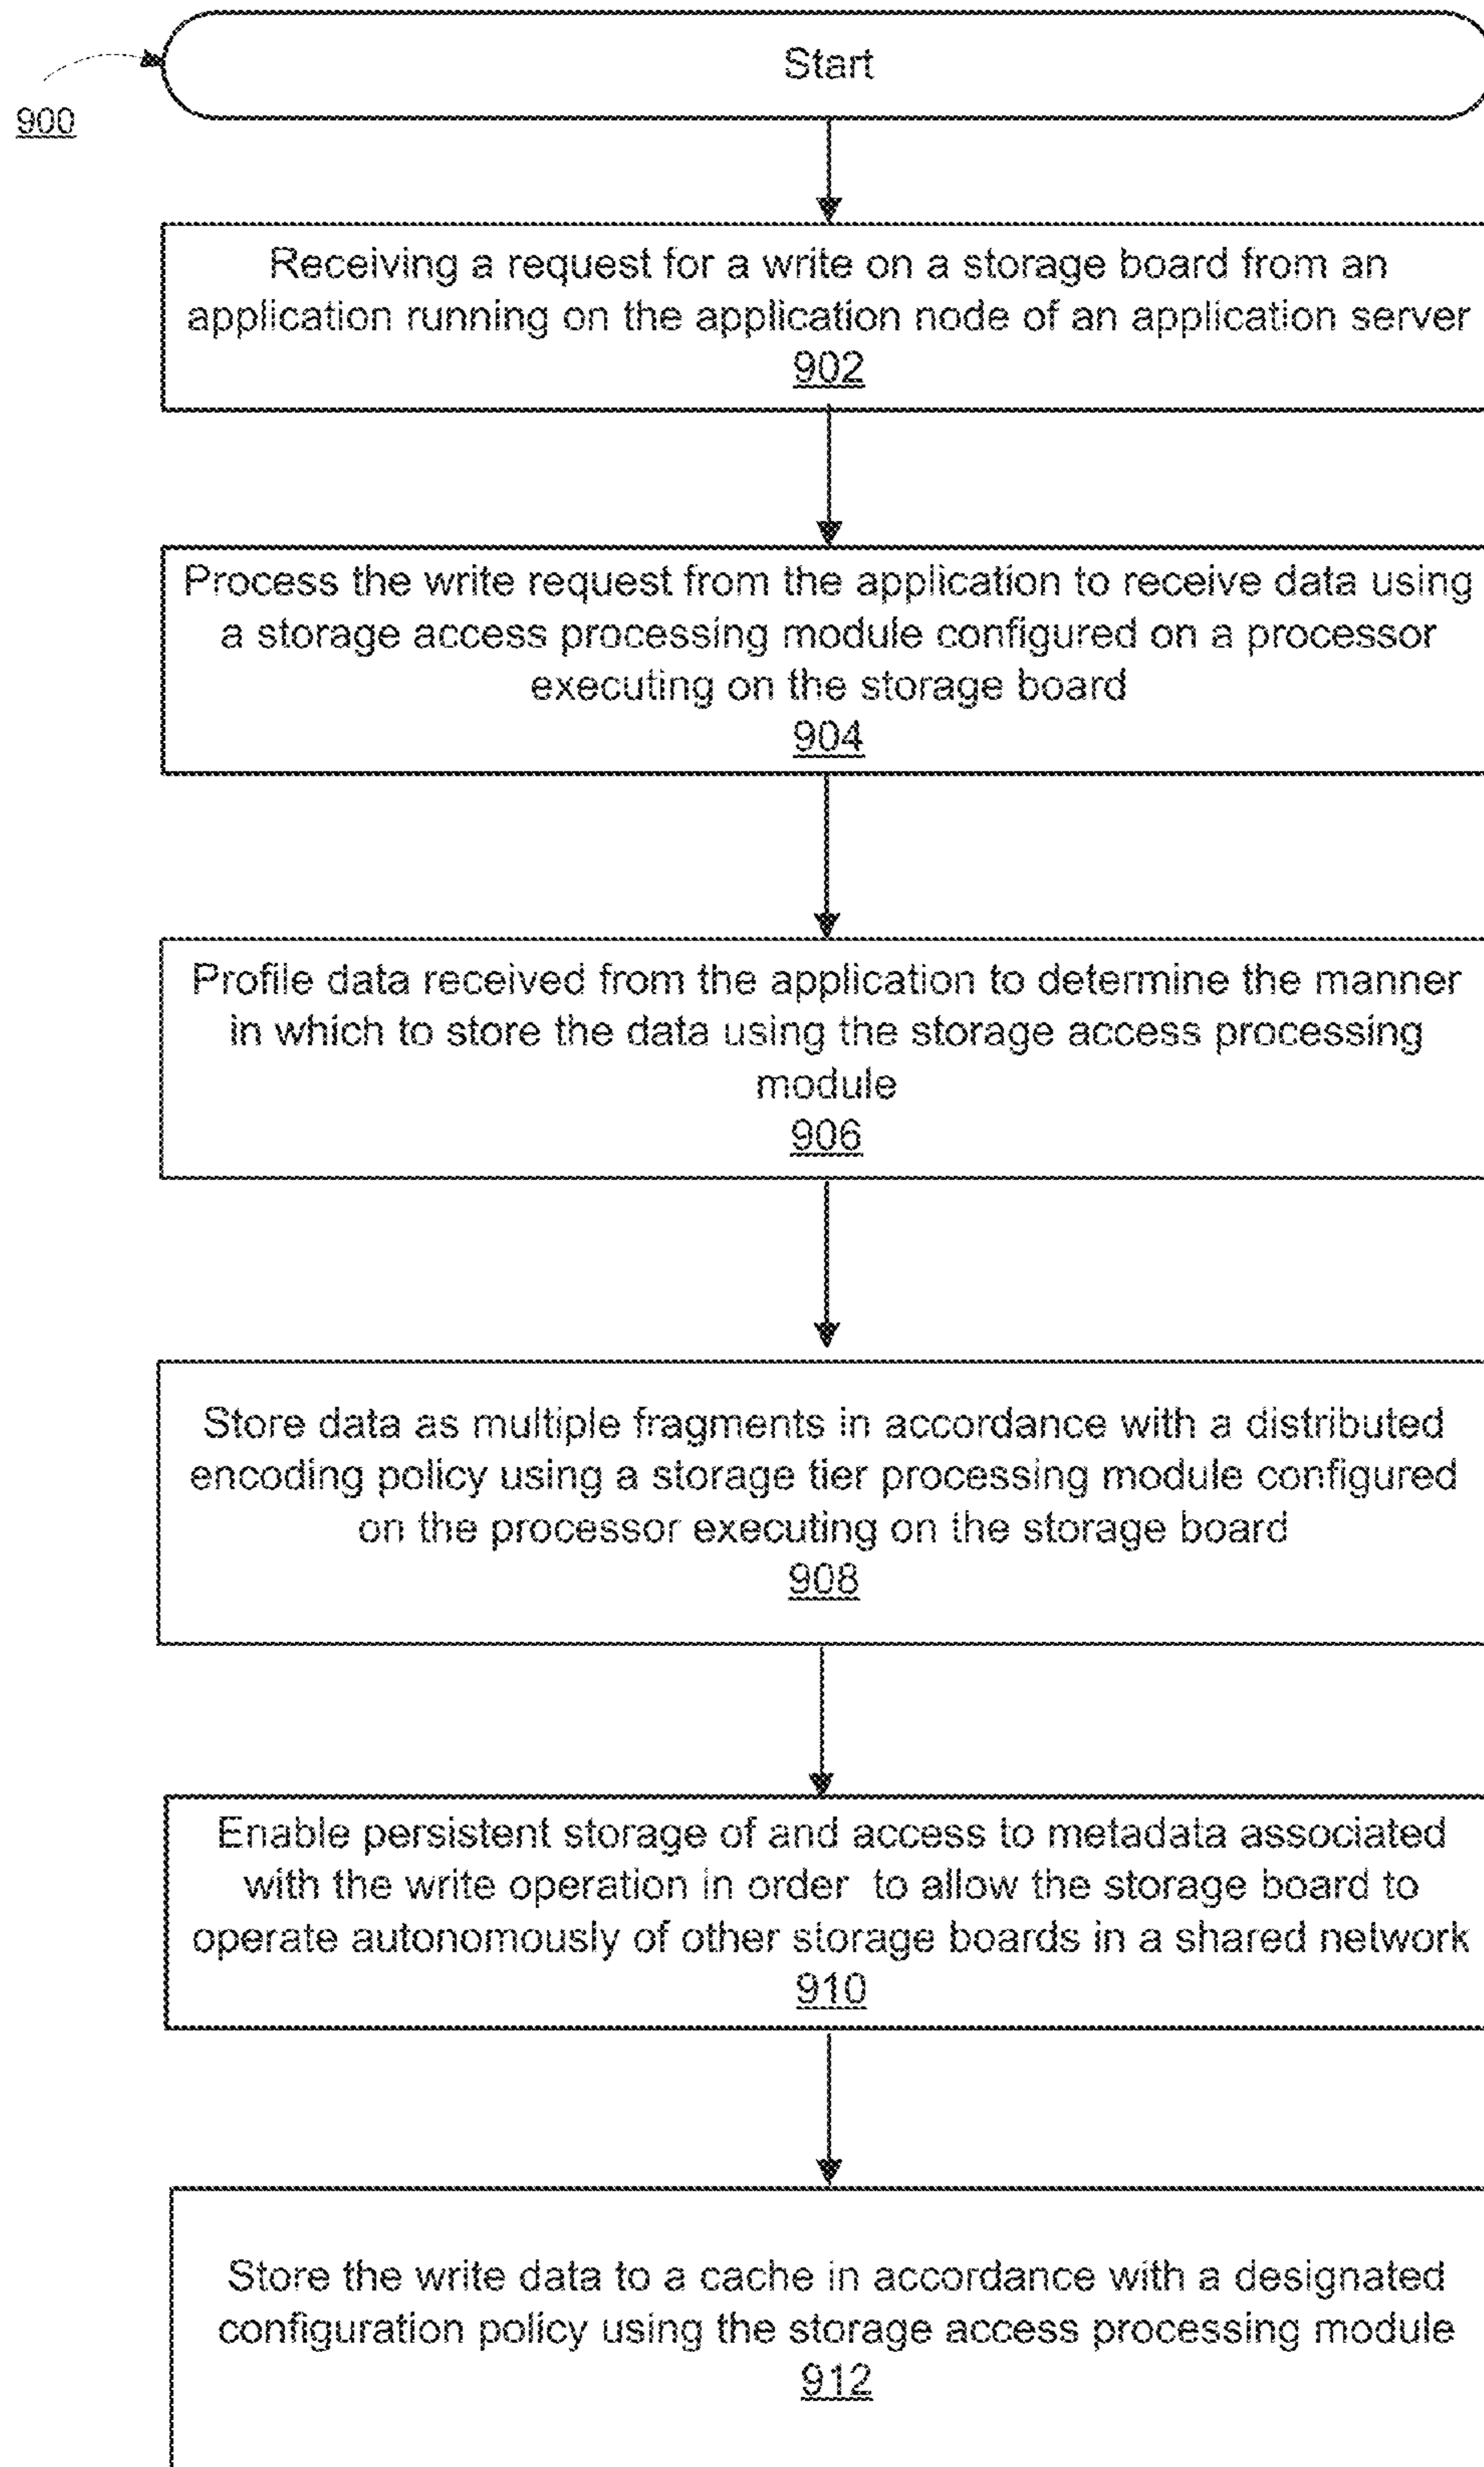 Start
900
Receiving a request for a write on a storage board from an
application running on the application node of an application server
902
Process the write request from the application to receive data using
a storage access processing module configured on a processor
executing on the storage board
904
Profile data received from the application to determine the manner
in which to store the data using the storage access processing
module
906
Store data as multiple fragments in accordance with a distributed
encoding policy using a storage tier processing module configured
on the processor executing on the storage board
908
Enable persistent storage of and access to metadata associated
with the write operation in order to allow the storage board to
operate autonomously of other storage boards in a shared network
910
Store the write data to a cache in accordance with a designated
configuration policy using the storage access processing module
912